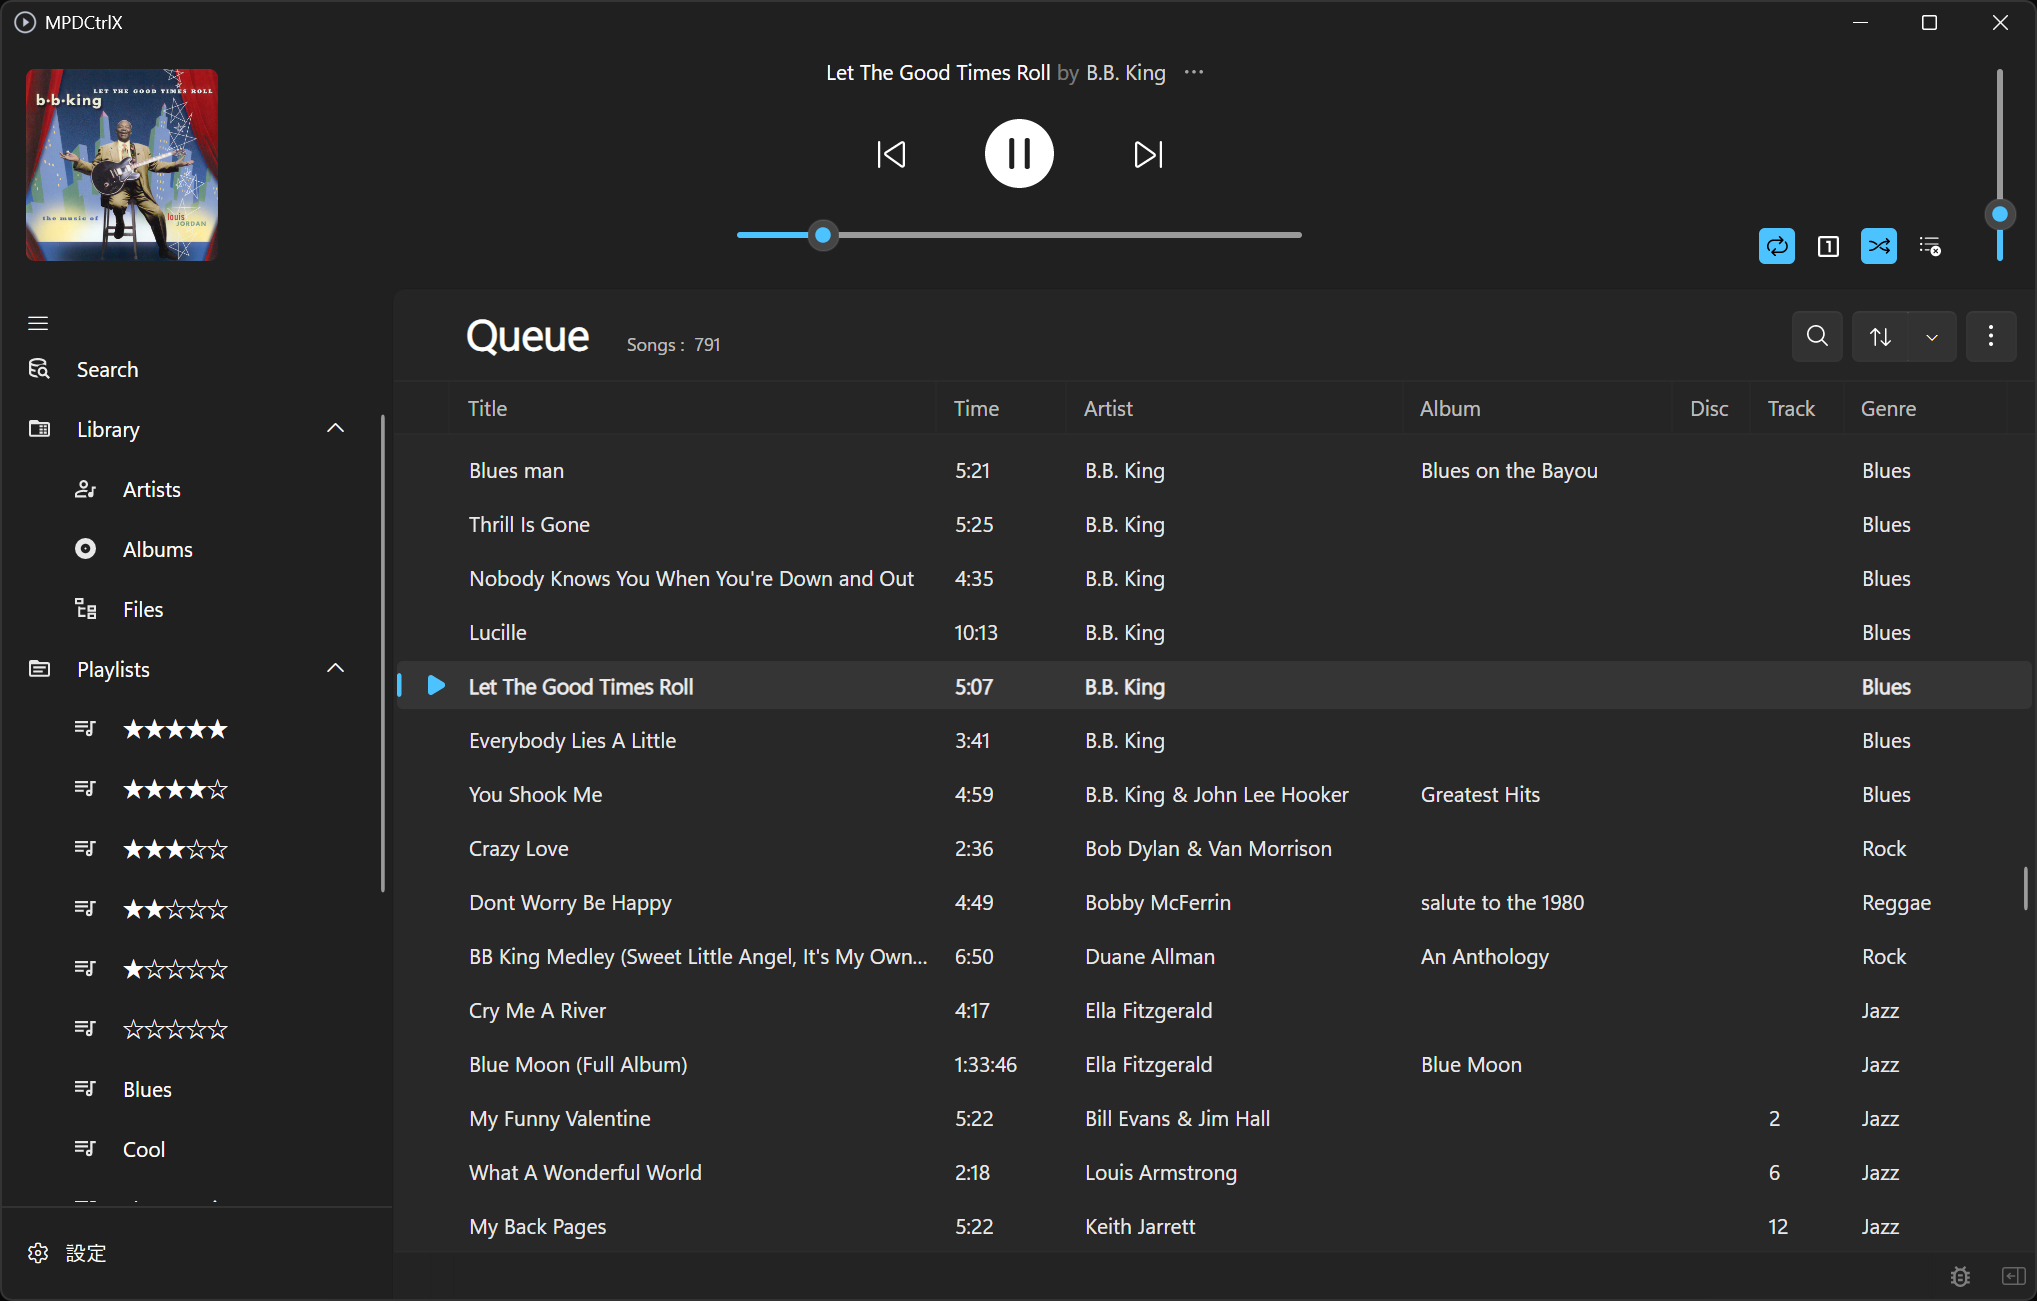 MPDCtrlX
b·b·king LET THE GOOD TIMES ROLL
the music of louis JORDAN
Let The Good Times Roll by B.B. King ···
1
Queue Songs : 791
Search
Library
Artists
Albums
Files
Playlists
★★★★★
★★★★☆
★★★☆☆
★★☆☆☆
★☆☆☆☆
☆☆☆☆☆
Blues
Cool
設定
Title Time Artist Album Disc Track Genre
Blues man 5:21 B.B. King Blues on the Bayou Blues
Thrill Is Gone 5:25 B.B. King Blues
Nobody Knows You When You're Down and Out 4:35 B.B. King Blues
Lucille 10:13 B.B. King Blues
Let The Good Times Roll 5:07 B.B. King Blues
Everybody Lies A Little 3:41 B.B. King Blues
You Shook Me 4:59 B.B. King & John Lee Hooker Greatest Hits Blues
Crazy Love 2:36 Bob Dylan & Van Morrison Rock
Dont Worry Be Happy 4:49 Bobby McFerrin salute to the 1980 Reggae
BB King Medley (Sweet Little Angel, It's My Own... 6:50 Duane Allman An Anthology Rock
Cry Me A River 4:17 Ella Fitzgerald Jazz
Blue Moon (Full Album) 1:33:46 Ella Fitzgerald Blue Moon Jazz
My Funny Valentine 5:22 Bill Evans & Jim Hall 2 Jazz
What A Wonderful World 2:18 Louis Armstrong 6 Jazz
My Back Pages 5:22 Keith Jarrett 12 Jazz